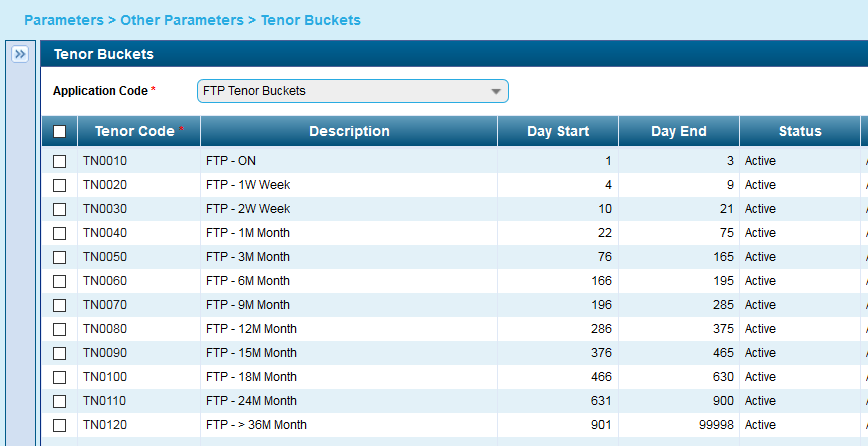 Parameters > Other Parameters > Tenor Buckets
Tenor Buckets
Application Code * FTP Tenor Buckets
Tenor Code * Description Day Start Day End Status
TN0010 FTP - ON 1 3 Active
TN0020 FTP - 1W Week 4 9 Active
TN0030 FTP - 2W Week 10 21 Active
TN0040 FTP - 1M Month 22 75 Active
TN0050 FTP - 3M Month 76 165 Active
TN0060 FTP - 6M Month 166 195 Active
TN0070 FTP - 9M Month 196 285 Active
TN0080 FTP - 12M Month 286 375 Active
TN0090 FTP - 15M Month 376 465 Active
TN0100 FTP - 18M Month 466 630 Active
TN0110 FTP - 24M Month 631 900 Active
TN0120 FTP - > 36M Month 901 99998 Active